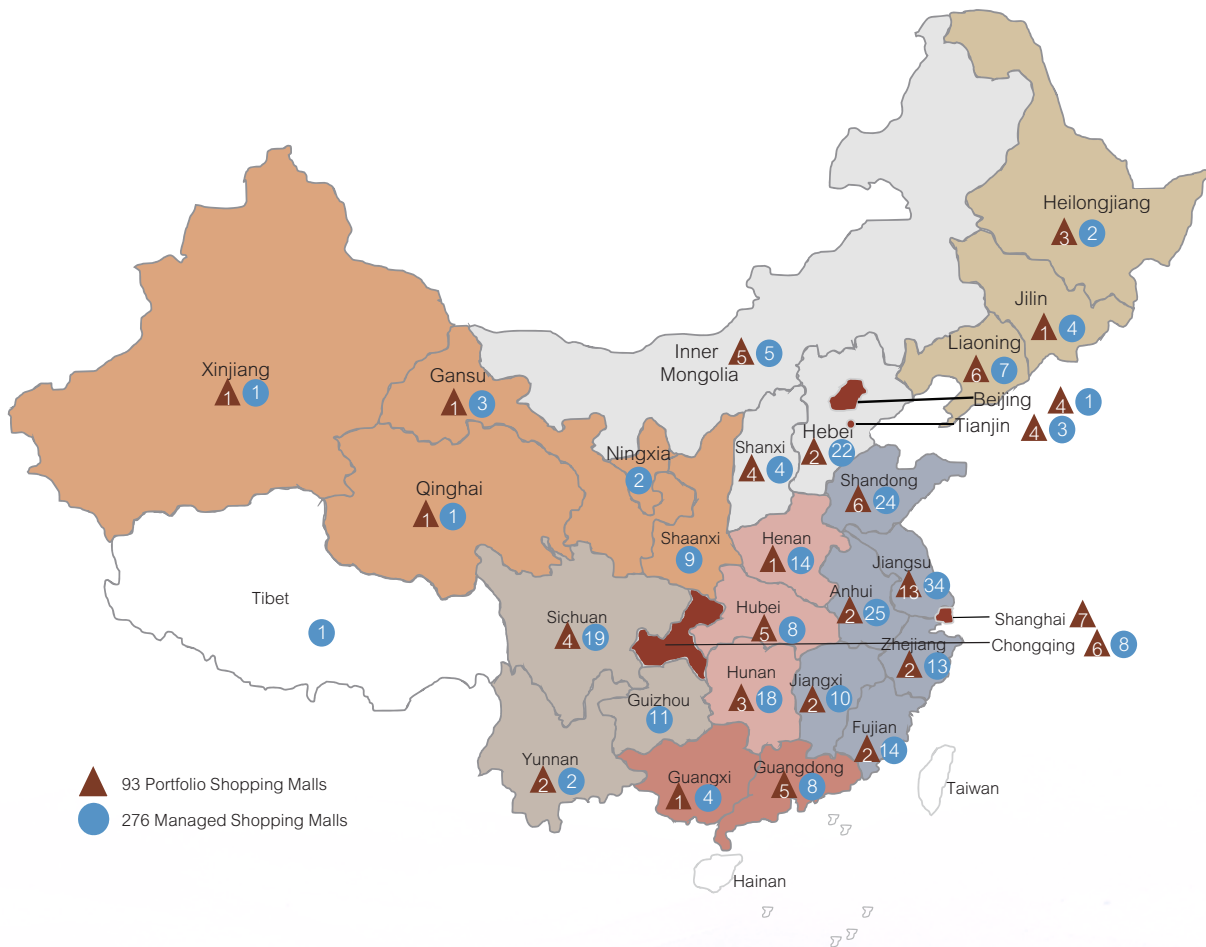 Heilongjiang
3 2
Jilin
1 4
Liaoning
6 7
Inner
Mongolia
5 5
Beijing 4 1
Tianjin 4 3
Xinjiang
1 1
Gansu
1 3
Hebei
2 22
Shanxi
4 4
Ningxia
2
Qinghai
1 1
Shandong
6 24
Shaanxi
9
Henan
1 14
Jiangsu
13 34
Tibet
1
Anhui
2 25
Hubei
5 8
Sichuan
4 19
Shanghai 7
Chongqing 6 8
Zhejiang
2 13
Hunan
3 18
Jiangxi
2 10
Guizhou
11
Fujian
2 14
Yunnan
2 2
Guangxi
1 4
Guangdong
5 8
93 Portfolio Shopping Malls
276 Managed Shopping Malls
Taiwan
Hainan